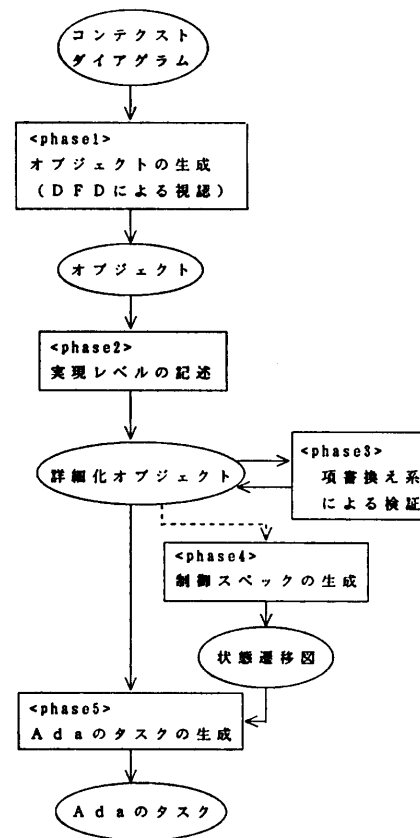 コンテクスト
ダイアグラム
<phase1>
オブジェクトの生成
（ＤＦＤによる視認）
オブジェクト
<phase2>
実現レベルの記述
詳細化オブジェクト
<phase3>
項書換え系
による検証
<phase4>
制御スペックの生成
状態遷移図
<phase5>
Ａｄａのタスクの生成
Ａｄａのタスク